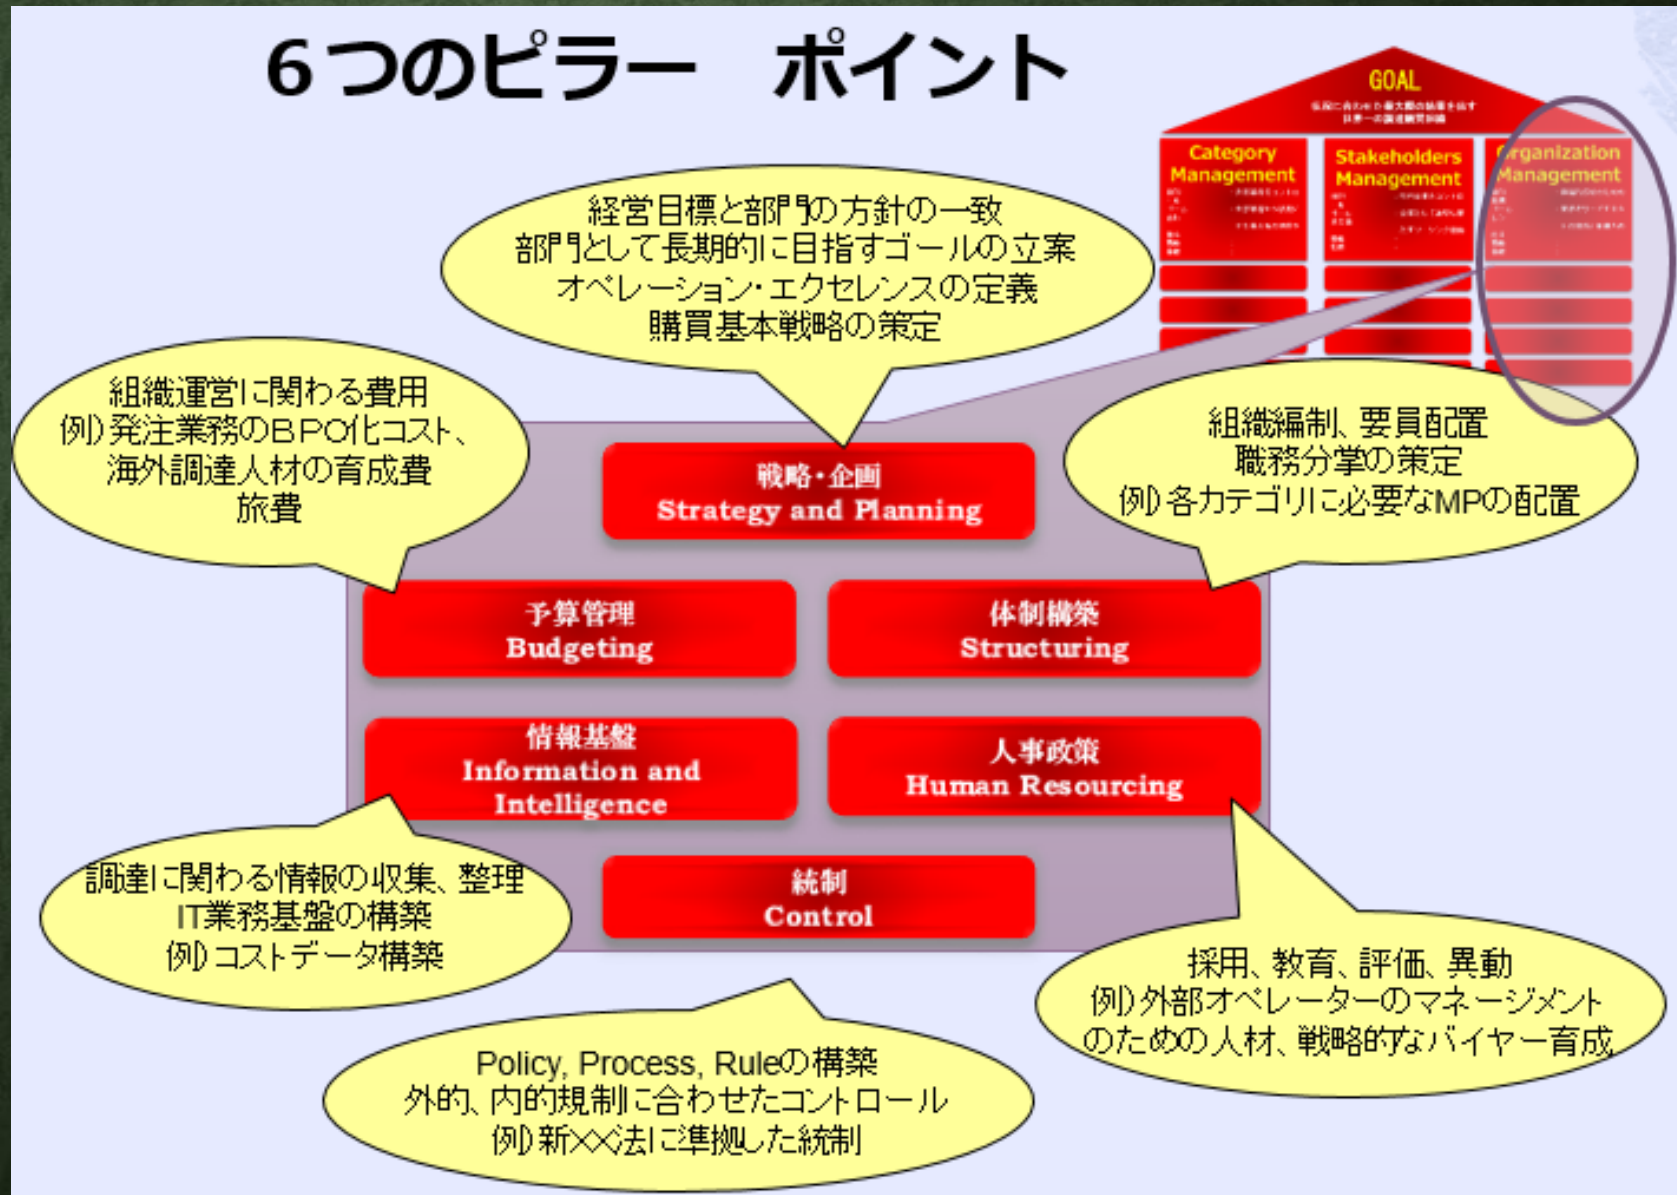 6つのピラー　ポイント
GOAL
Category
Management
Stakeholders
Management
Organization
Management
経営目標と部門の方針の一致
部門として長期的に目指すゴールの立案
オペレーション・エクセレンスの定義
購買基本戦略の策定
組織運営に関わる費用
例）発注業務のBPO化コスト、
海外調達人材の育成費
旅費
組織編制、要員配置
職務分掌の策定
例）各カテゴリに必要なMPの配置
戦略・企画
Strategy and Planning
予算管理
Budgeting
体制構築
Structuring
情報基盤
Information and
Intelligence
人事政策
Human Resourcing
統制
Control
調達に関わる情報の収集、整理
IT業務基盤の構築
例）コストデータ構築
採用、教育、評価、異動
例）外部オペレーターのマネージメント
のための人材、戦略的なバイヤー育成
Policy, Process, Ruleの構築
外的、内的規制に合わせたコントロール
例）新××法に準拠した統制